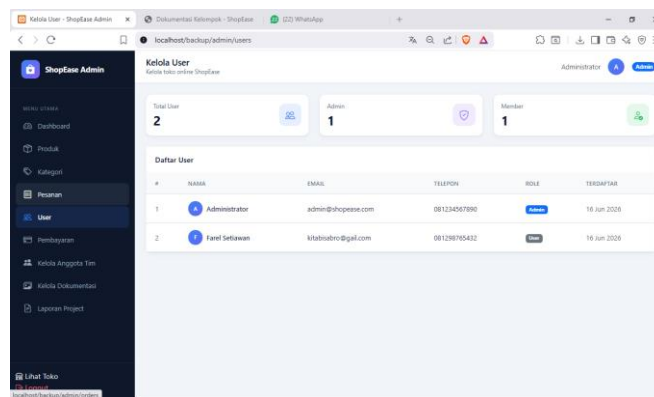 Kelola User - ShopEase Admin
Dokumentasi Kelompok - ShopEase
(22) WhatsApp
localhost/backup/admin/users
ShopEase Admin
Kelola User
Kelola toko online ShopEase
Administrator A Admin
MENU UTAMA
Dashboard
Produk
Kategori
Pesanan
User
Pembayaran
Kelola Anggota Tim
Kelola Dokumentasi
Laporan Project
Lihat Toko
Logout
localhost/backup/admin/orders
Total User
2
Admin
1
Member
1
Daftar User
# NAMA EMAIL TELEPON ROLE TERDAFTAR
1 A Administrator admin@shopease.com 081234567890 Admin 16 Jun 2026
2 F Farel Setiawan kitabisabro@gail.com 081298765432 User 16 Jun 2026